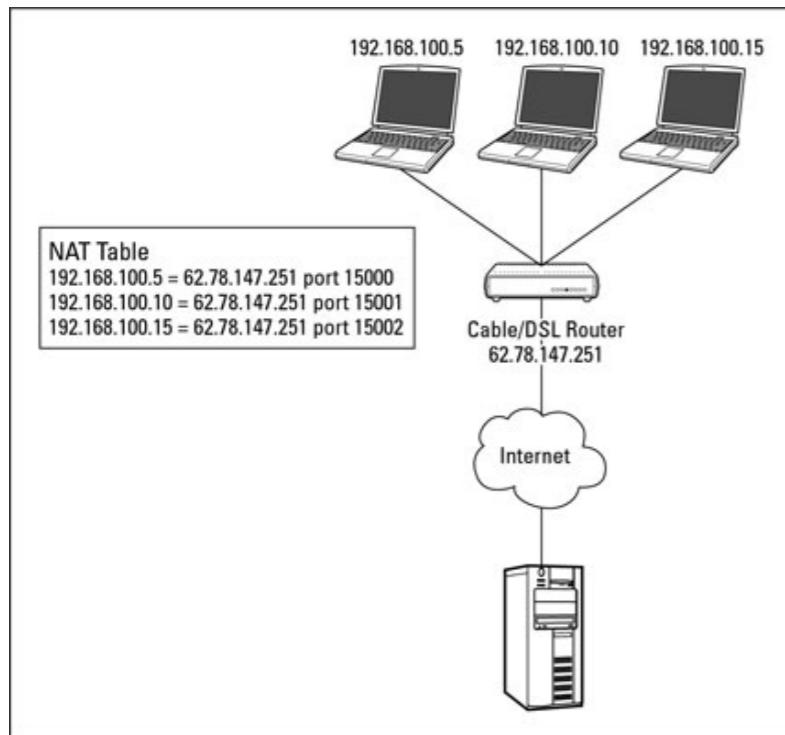 192.168.100.5 192.168.100.10 192.168.100.15
NAT Table
192.168.100.5 = 62.78.147.251 port 15000
192.168.100.10 = 62.78.147.251 port 15001
192.168.100.15 = 62.78.147.251 port 15002
Cable/DSL Router
62.78.147.251
Internet